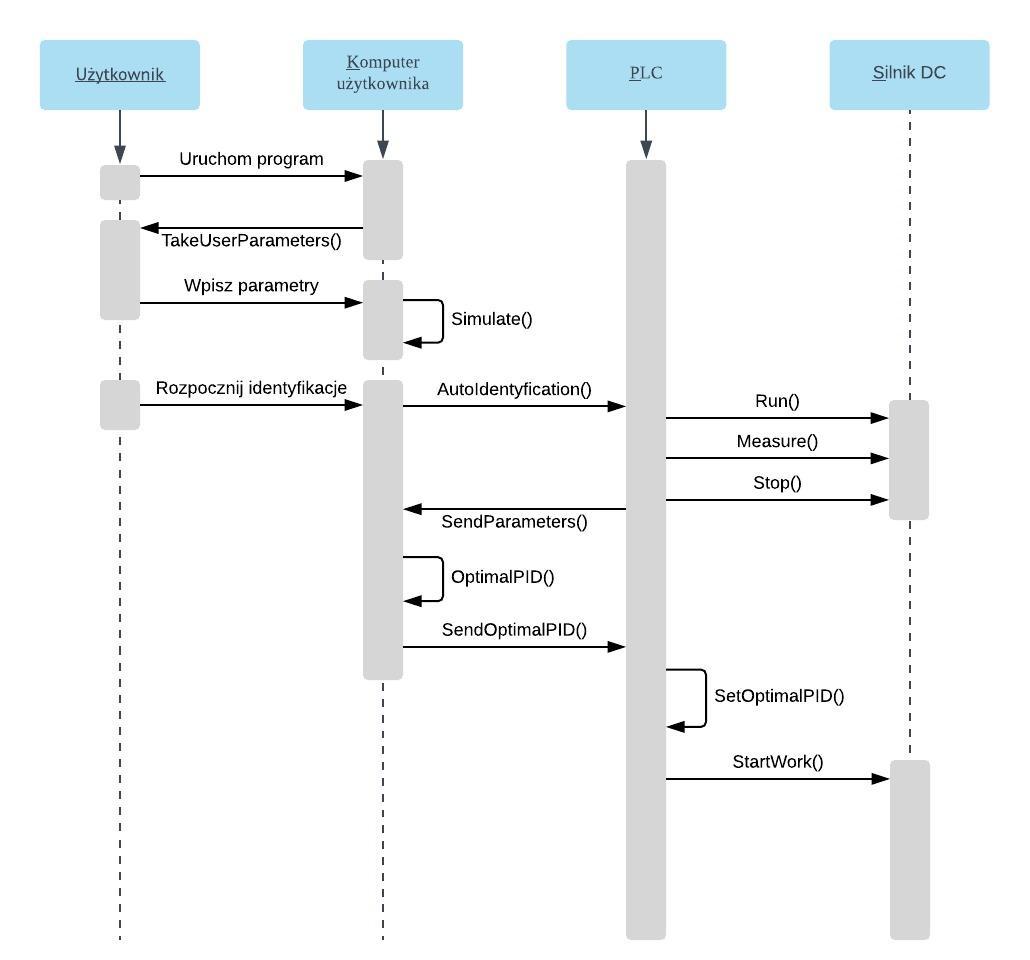 Użytkownik
Komputer
użytkownika
PLC
Silnik DC
Uruchom program
TakeUserParameters()
Wpisz parametry
Simulate()
Rozpocznij identyfikacje
AutoIdentyfication()
Run()
Measure()
Stop()
SendParameters()
OptimalPID()
SendOptimalPID()
SetOptimalPID()
StartWork()